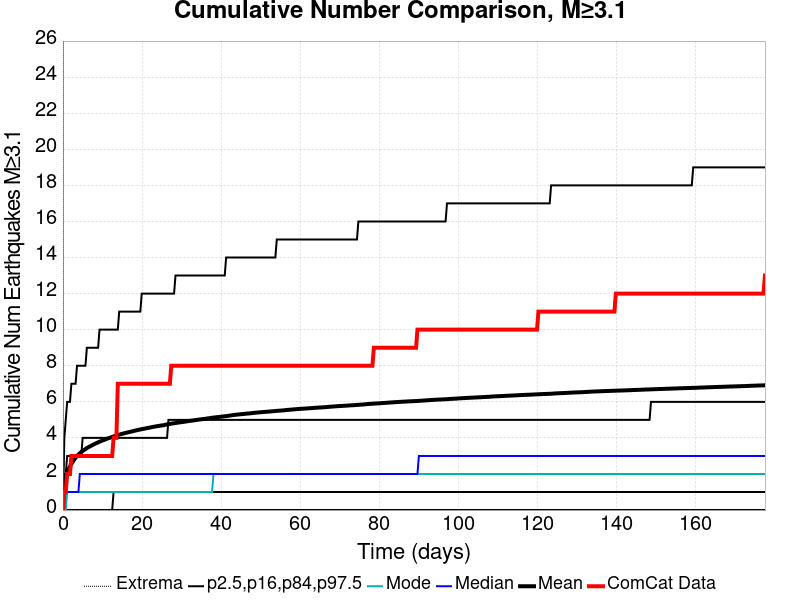 Cumulative Number Comparison, M≥3.1
Cumulative Num Earthquakes M≥3.1
26
24
22
20
18
16
14
12
10
8
6
4
2
0
0 20 40 60 80 100 120 140 160
Time (days)
Extrema p2.5,p16,p84,p97.5 Mode Median Mean ComCat Data